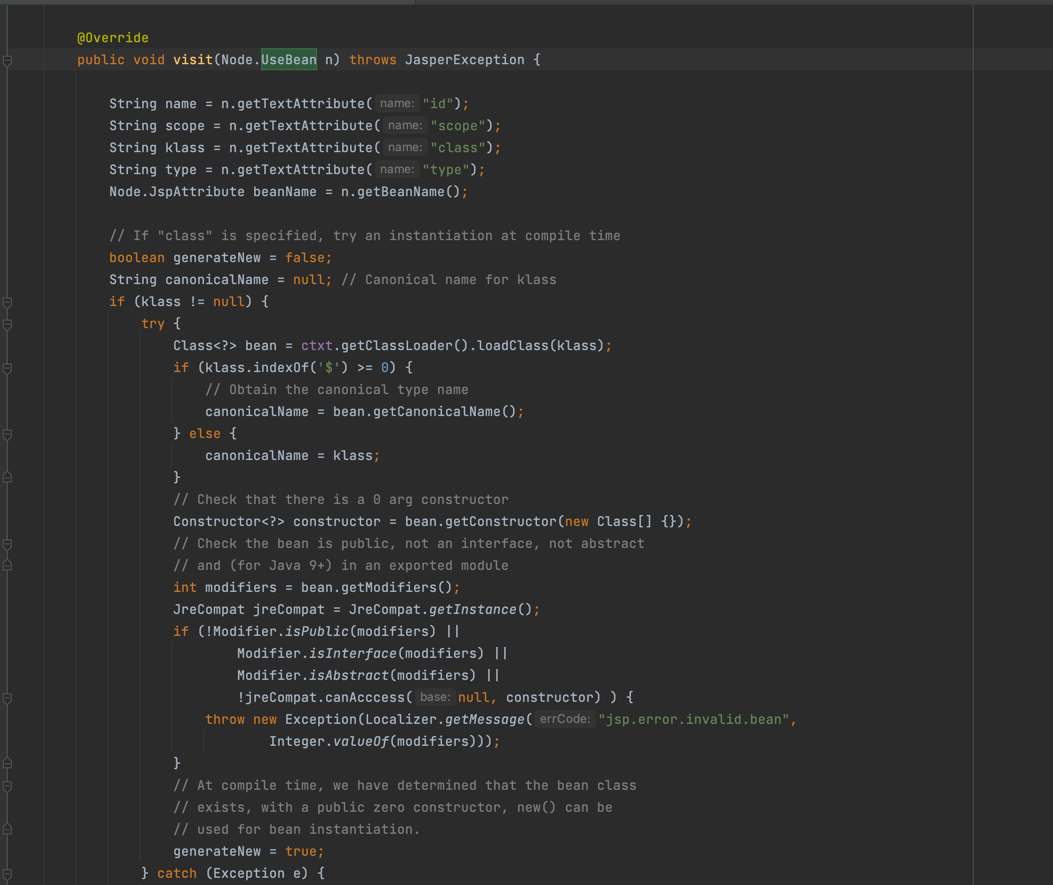 @Override
public void visit(Node.UseBean n) throws JasperException {
String name = n.getTextAttribute( name: "id");
String scope = n.getTextAttribute( name: "scope");
String klass = n.getTextAttribute( name: "class");
String type = n.getTextAttribute( name: "type");
Node.JspAttribute beanName = n.getBeanName();
// If "class" is specified, try an instantiation at compile time
boolean generateNew = false;
String canonicalName = null; // Canonical name for klass
if (klass != null) {
try {
Class<?> bean = ctxt.getClassLoader().loadClass(klass);
if (klass.indexOf('$') >= 0) {
// Obtain the canonical type name
canonicalName = bean.getCanonicalName();
} else {
canonicalName = klass;
}
// Check that there is a 0 arg constructor
Constructor<?> constructor = bean.getConstructor(new Class[] {});
// Check the bean is public, not an interface, not abstract
// and (for Java 9+) in an exported module
int modifiers = bean.getModifiers();
JreCompat jreCompat = JreCompat.getInstance();
if (!Modifier.isPublic(modifiers) ||
Modifier.isInterface(modifiers) ||
Modifier.isAbstract(modifiers) ||
!jreCompat.canAcccess( base: null, constructor) ) {
throw new Exception(Localizer.getMessage( errCode: "jsp.error.invalid.bean",
Integer.valueOf(modifiers)));
}
// At compile time, we have determined that the bean class
// exists, with a public zero constructor, new() can be
// used for bean instantiation.
generateNew = true;
} catch (Exception e) {